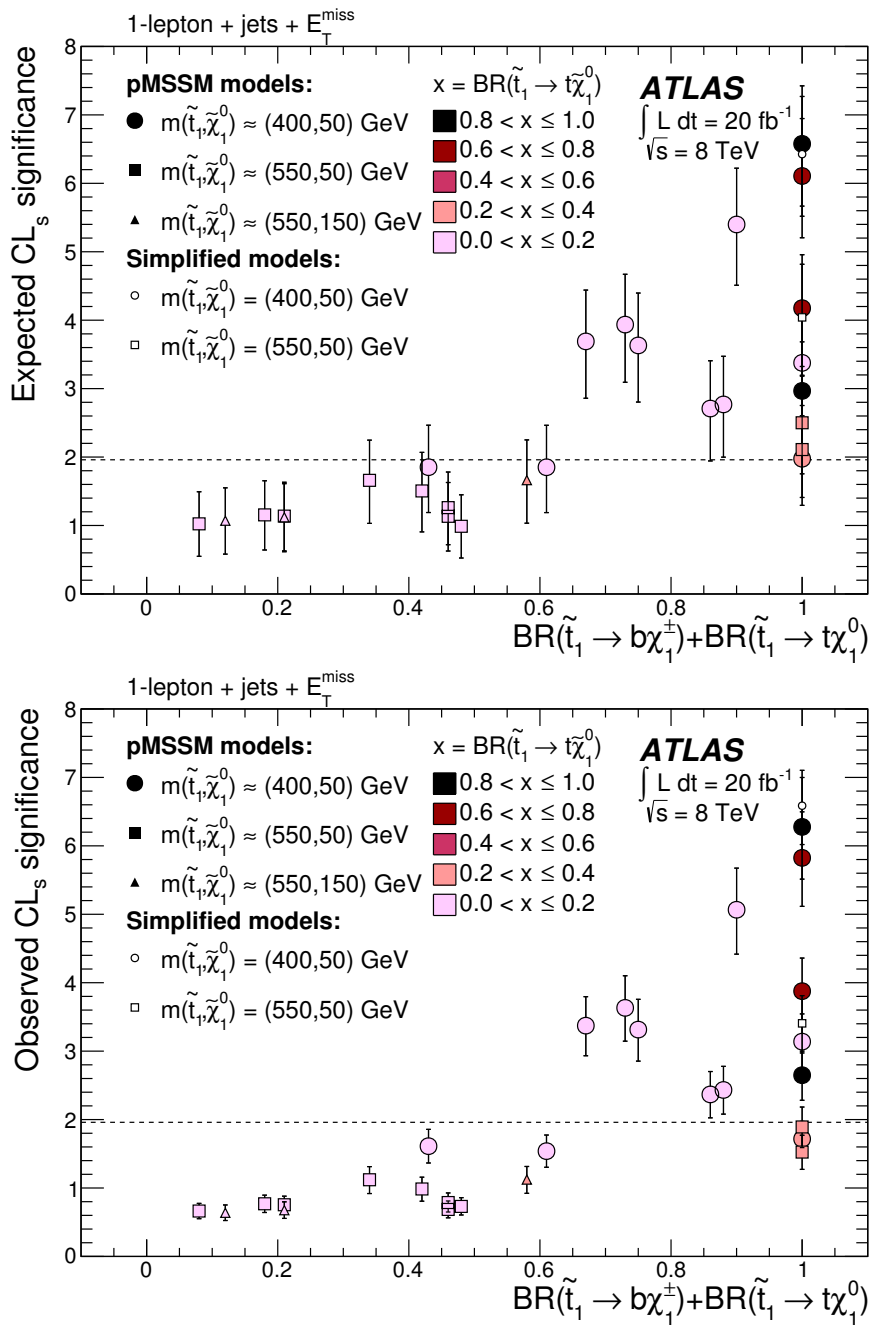 1-lepton + jets + E_T^miss
Expected CL_s significance
8
7
6
5
4
3
2
1
0
pMSSM models:
m(t̃_1,χ̃_1^0) ≈ (400,50) GeV
m(t̃_1,χ̃_1^0) ≈ (550,50) GeV
m(t̃_1,χ̃_1^0) ≈ (550,150) GeV
Simplified models:
m(t̃_1,χ̃_1^0) = (400,50) GeV
m(t̃_1,χ̃_1^0) = (550,50) GeV
x = BR(t̃_1 → tχ̃_1^0)
0.8 < x ≤ 1.0
0.6 < x ≤ 0.8
0.4 < x ≤ 0.6
0.2 < x ≤ 0.4
0.0 < x ≤ 0.2
ATLAS
∫ L dt = 20 fb^-1
√s = 8 TeV
0 0.2 0.4 0.6 0.8 1
BR(t̃_1 → bχ_1^±)+BR(t̃_1 → tχ_1^0)
1-lepton + jets + E_T^miss
Observed CL_s significance
8
7
6
5
4
3
2
1
0
pMSSM models:
m(t̃_1,χ̃_1^0) ≈ (400,50) GeV
m(t̃_1,χ̃_1^0) ≈ (550,50) GeV
m(t̃_1,χ̃_1^0) ≈ (550,150) GeV
Simplified models:
m(t̃_1,χ̃_1^0) = (400,50) GeV
m(t̃_1,χ̃_1^0) = (550,50) GeV
x = BR(t̃_1 → tχ̃_1^0)
0.8 < x ≤ 1.0
0.6 < x ≤ 0.8
0.4 < x ≤ 0.6
0.2 < x ≤ 0.4
0.0 < x ≤ 0.2
ATLAS
∫ L dt = 20 fb^-1
√s = 8 TeV
0 0.2 0.4 0.6 0.8 1
BR(t̃_1 → bχ_1^±)+BR(t̃_1 → tχ_1^0)